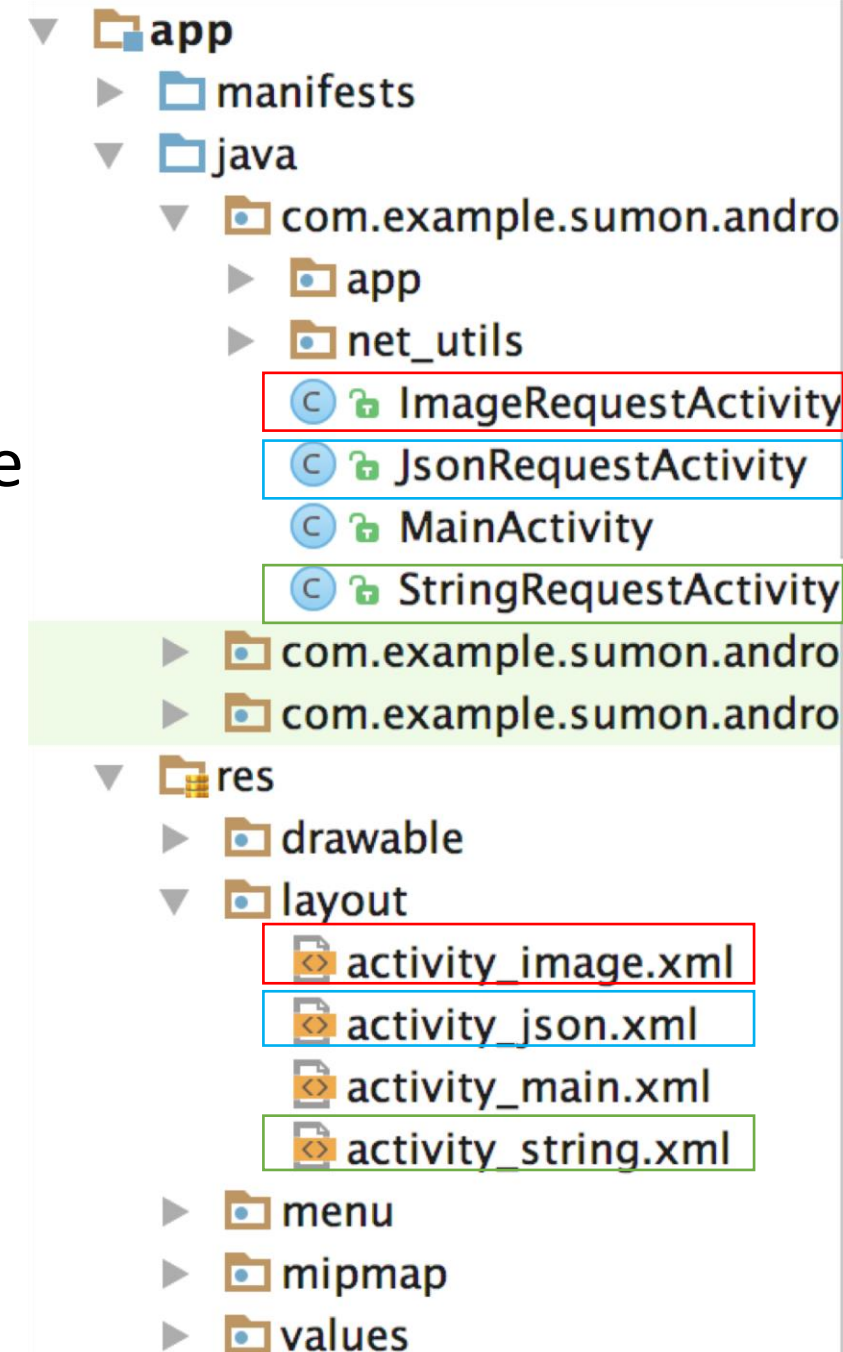 app
manifests
java
com.example.sumon.andro
app
net_utils
ImageRequestActivity
e
C JsonRequestActivity
MainActivity
StringRequestActivity
com.example.sumon.andro
com.example.sumon.andro
res
drawable
layout
activity_image.xml
activity_json.xml
activity_main.xml
activity_string.xml
menu
mipmap
values